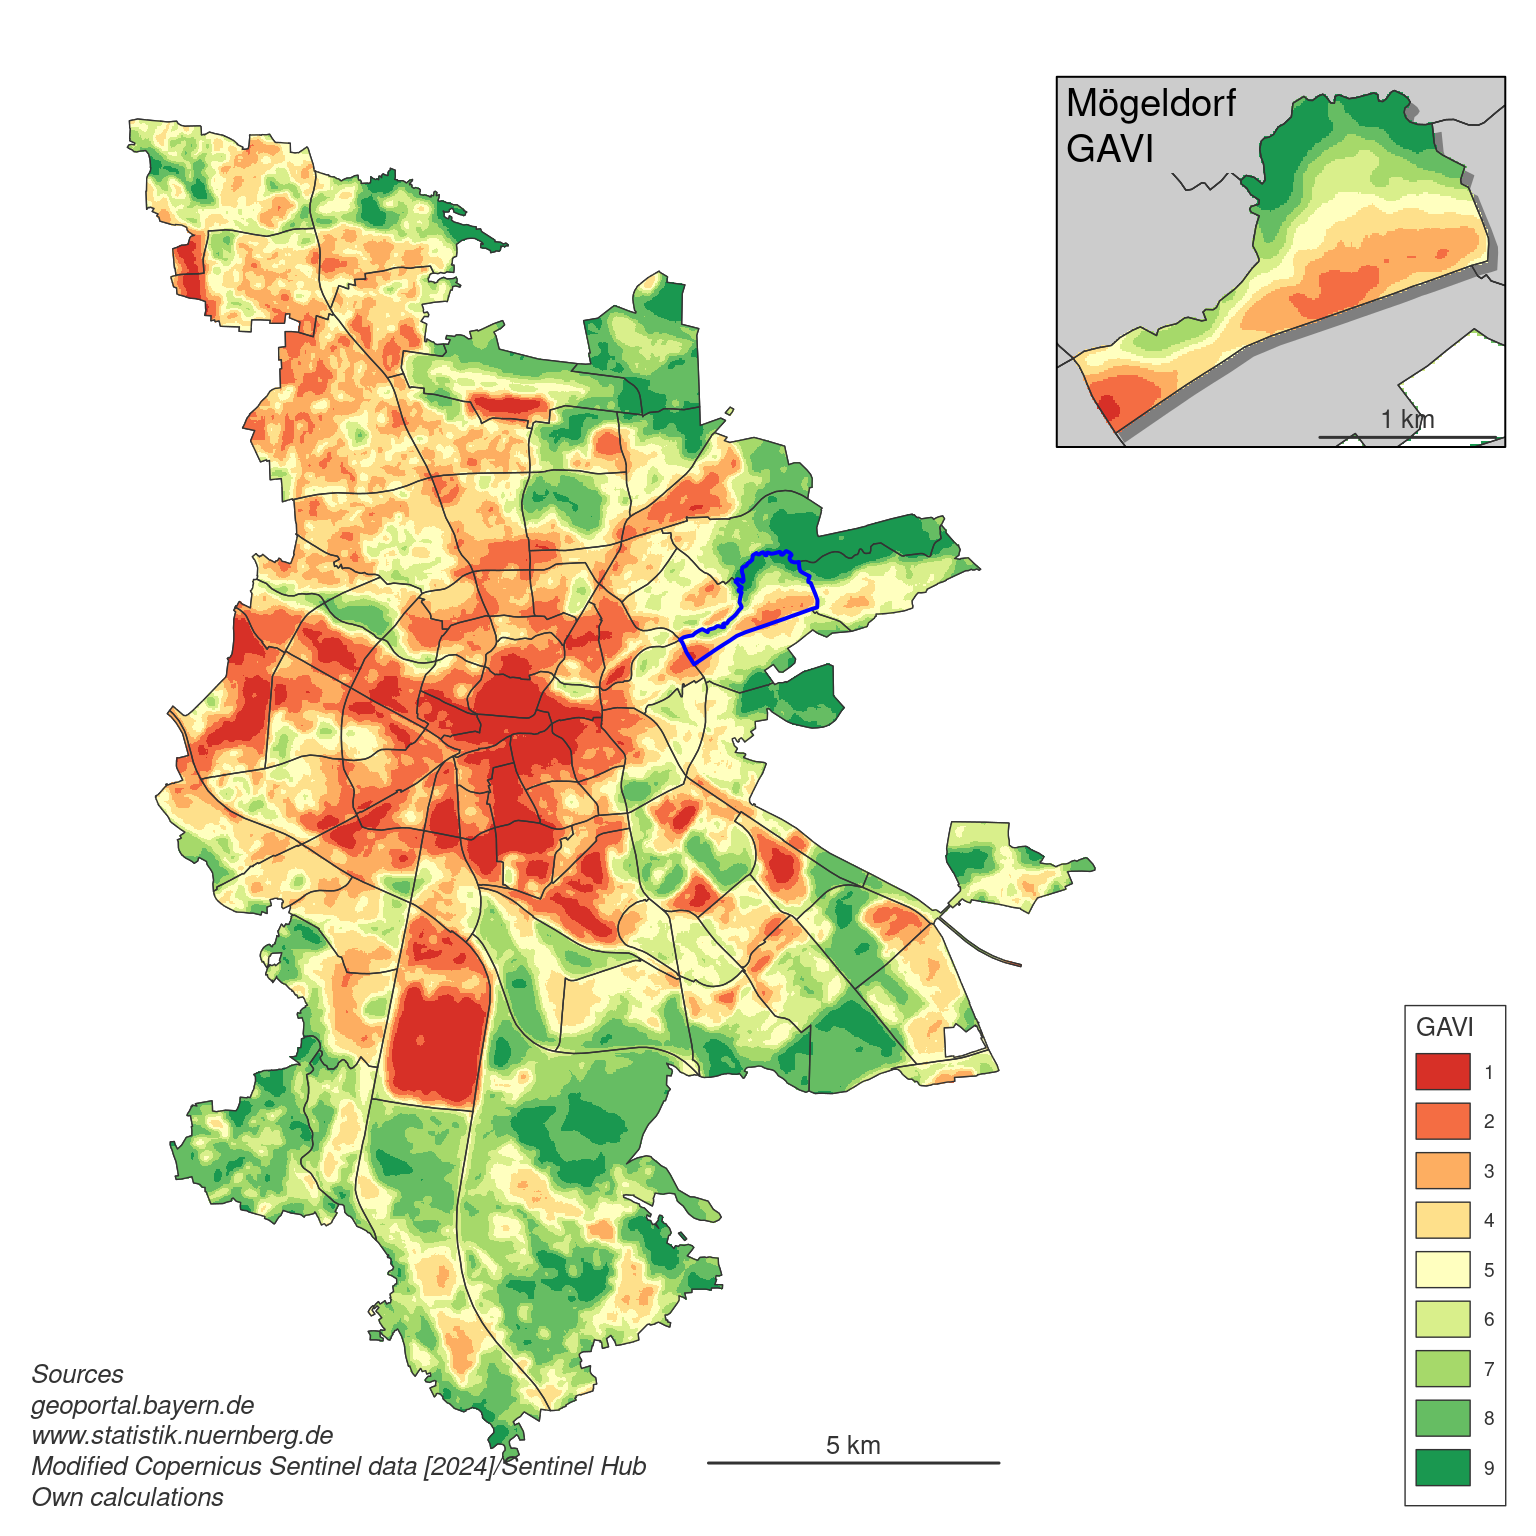 Mögeldorf
GAVI
1 km
GAVI
1
2
3
4
5
6
7
8
9
5 km
Sources
geoportal.bayern.de
www.statistik.nuernberg.de
Modified Copernicus Sentinel data [2024]/Sentinel Hub
Own calculations